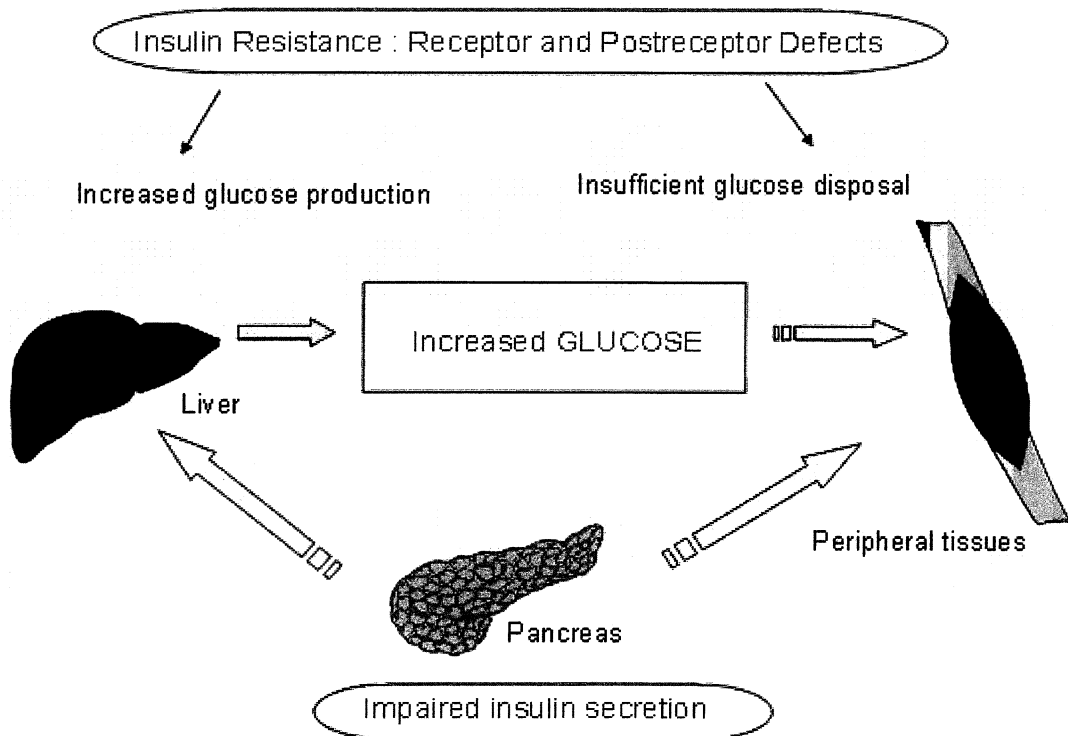 Insulin Resistance : Receptor and Postreceptor Defects
Increased glucose production
Insufficient glucose disposal
Increased GLUCOSE
Liver
Peripheral tissues
Pancreas
Impaired insulin secretion